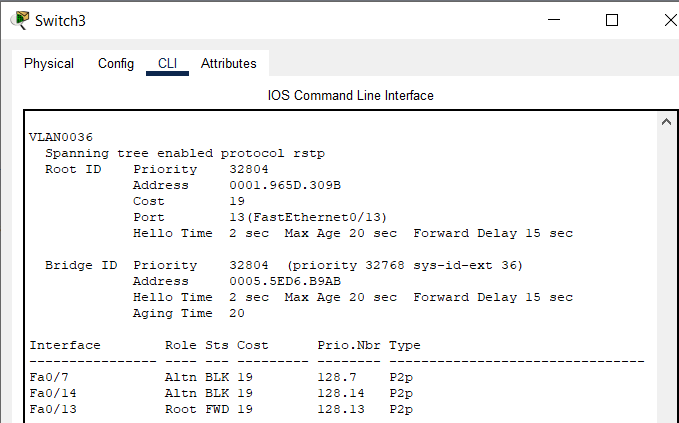 Switch3
Physical Config CLI Attributes
IOS Command Line Interface
VLAN0036
  Spanning tree enabled protocol rstp
  Root ID    Priority    32804
             Address     0001.965D.309B
             Cost        19
             Port        13(FastEthernet0/13)
             Hello Time  2 sec  Max Age 20 sec  Forward Delay 15 sec
  Bridge ID  Priority    32804  (priority 32768 sys-id-ext 36)
             Address     0005.5ED6.B9AB
             Hello Time  2 sec  Max Age 20 sec  Forward Delay 15 sec
             Aging Time  20
Interface        Role Sts Cost      Prio.Nbr Type
---------------- ---- --- --------- -------- --------------------------------
Fa0/7            Altn BLK 19        128.7    P2p
Fa0/14           Altn BLK 19        128.14   P2p
Fa0/13           Root FWD 19        128.13   P2p